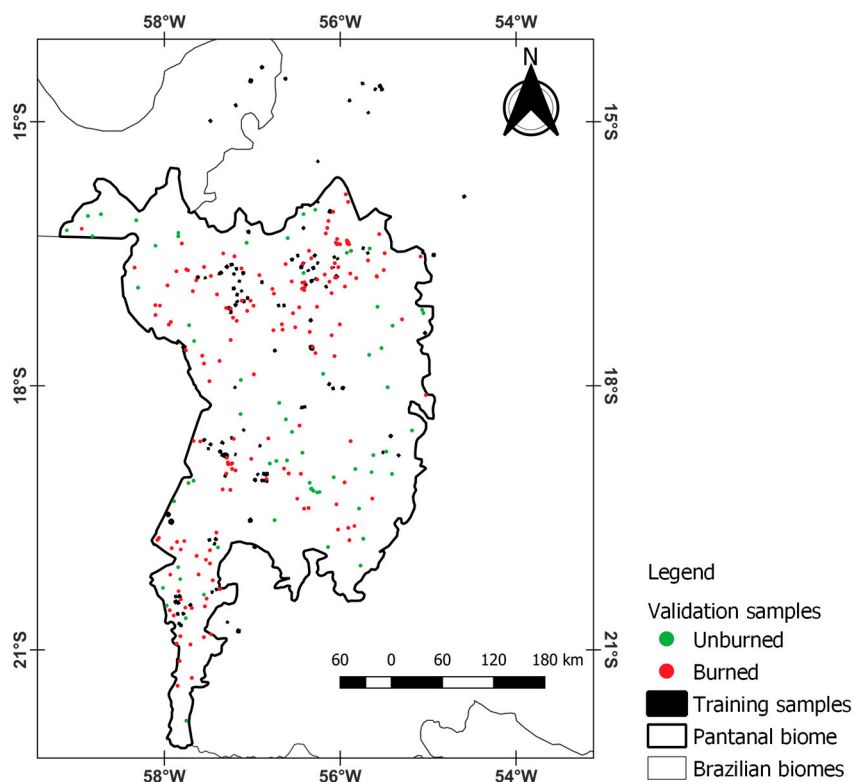 58°W 56°W 54°W
N
15°S 15°S
18°S 18°S
Legend
Validation samples
Unburned
21°S 21°S
60 0 60 120 180 km
Burned
Training samples
Pantanal biome
Brazilian biomes
58°W 56°W 54°W